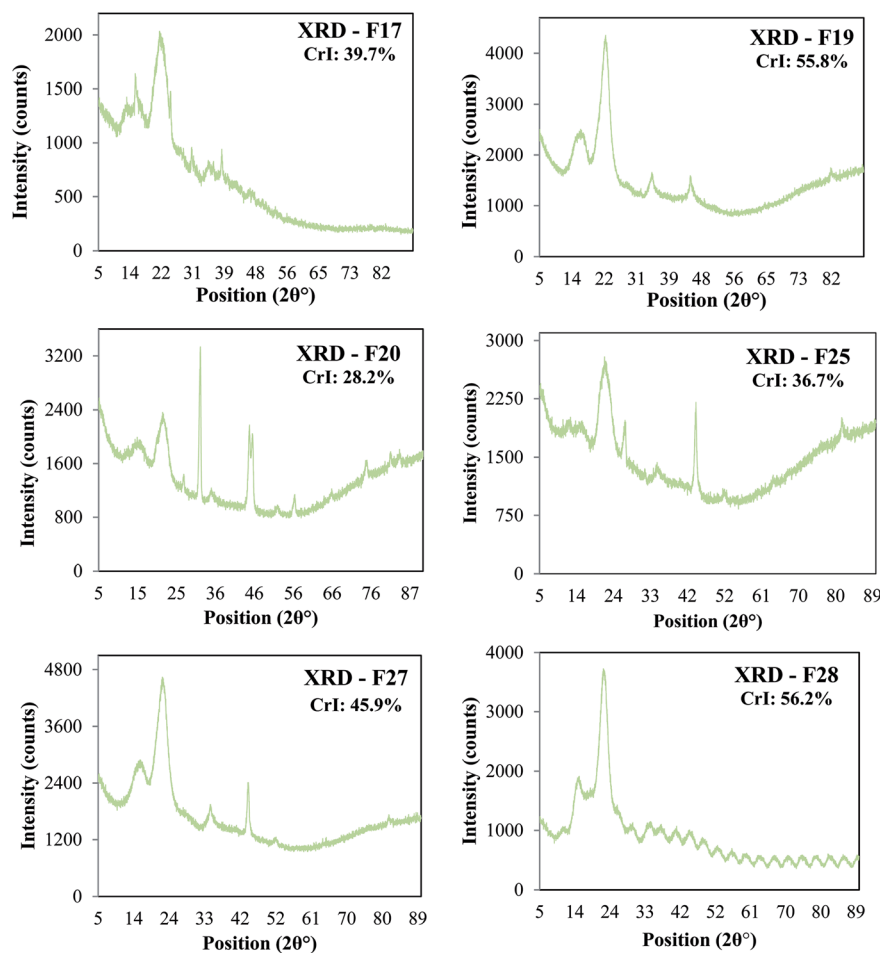 XRD - F17
CrI: 39.7%
Intensity (counts)
2000
1500
1000
500
0
5 14 22 31 39 48 56 65 73 82
Position (2θ°)
XRD - F19
CrI: 55.8%
Intensity (counts)
4000
3000
2000
1000
0
5 14 22 31 39 48 56 65 73 82
Position (2θ°)
XRD - F20
CrI: 28.2%
Intensity (counts)
3200
2400
1600
800
0
5 15 25 36 46 56 66 76 87
Position (2θ°)
XRD - F25
CrI: 36.7%
Intensity (counts)
3000
2250
1500
750
0
5 14 24 33 42 52 61 70 80 89
Position (2θ°)
XRD - F27
CrI: 45.9%
Intensity (counts)
4800
3600
2400
1200
0
5 14 24 33 42 52 61 70 80 89
Position (2θ°)
XRD - F28
CrI: 56.2%
Intensity (counts)
4000
3000
2000
1000
0
5 14 24 33 42 52 61 70 80 89
Position (2θ°)